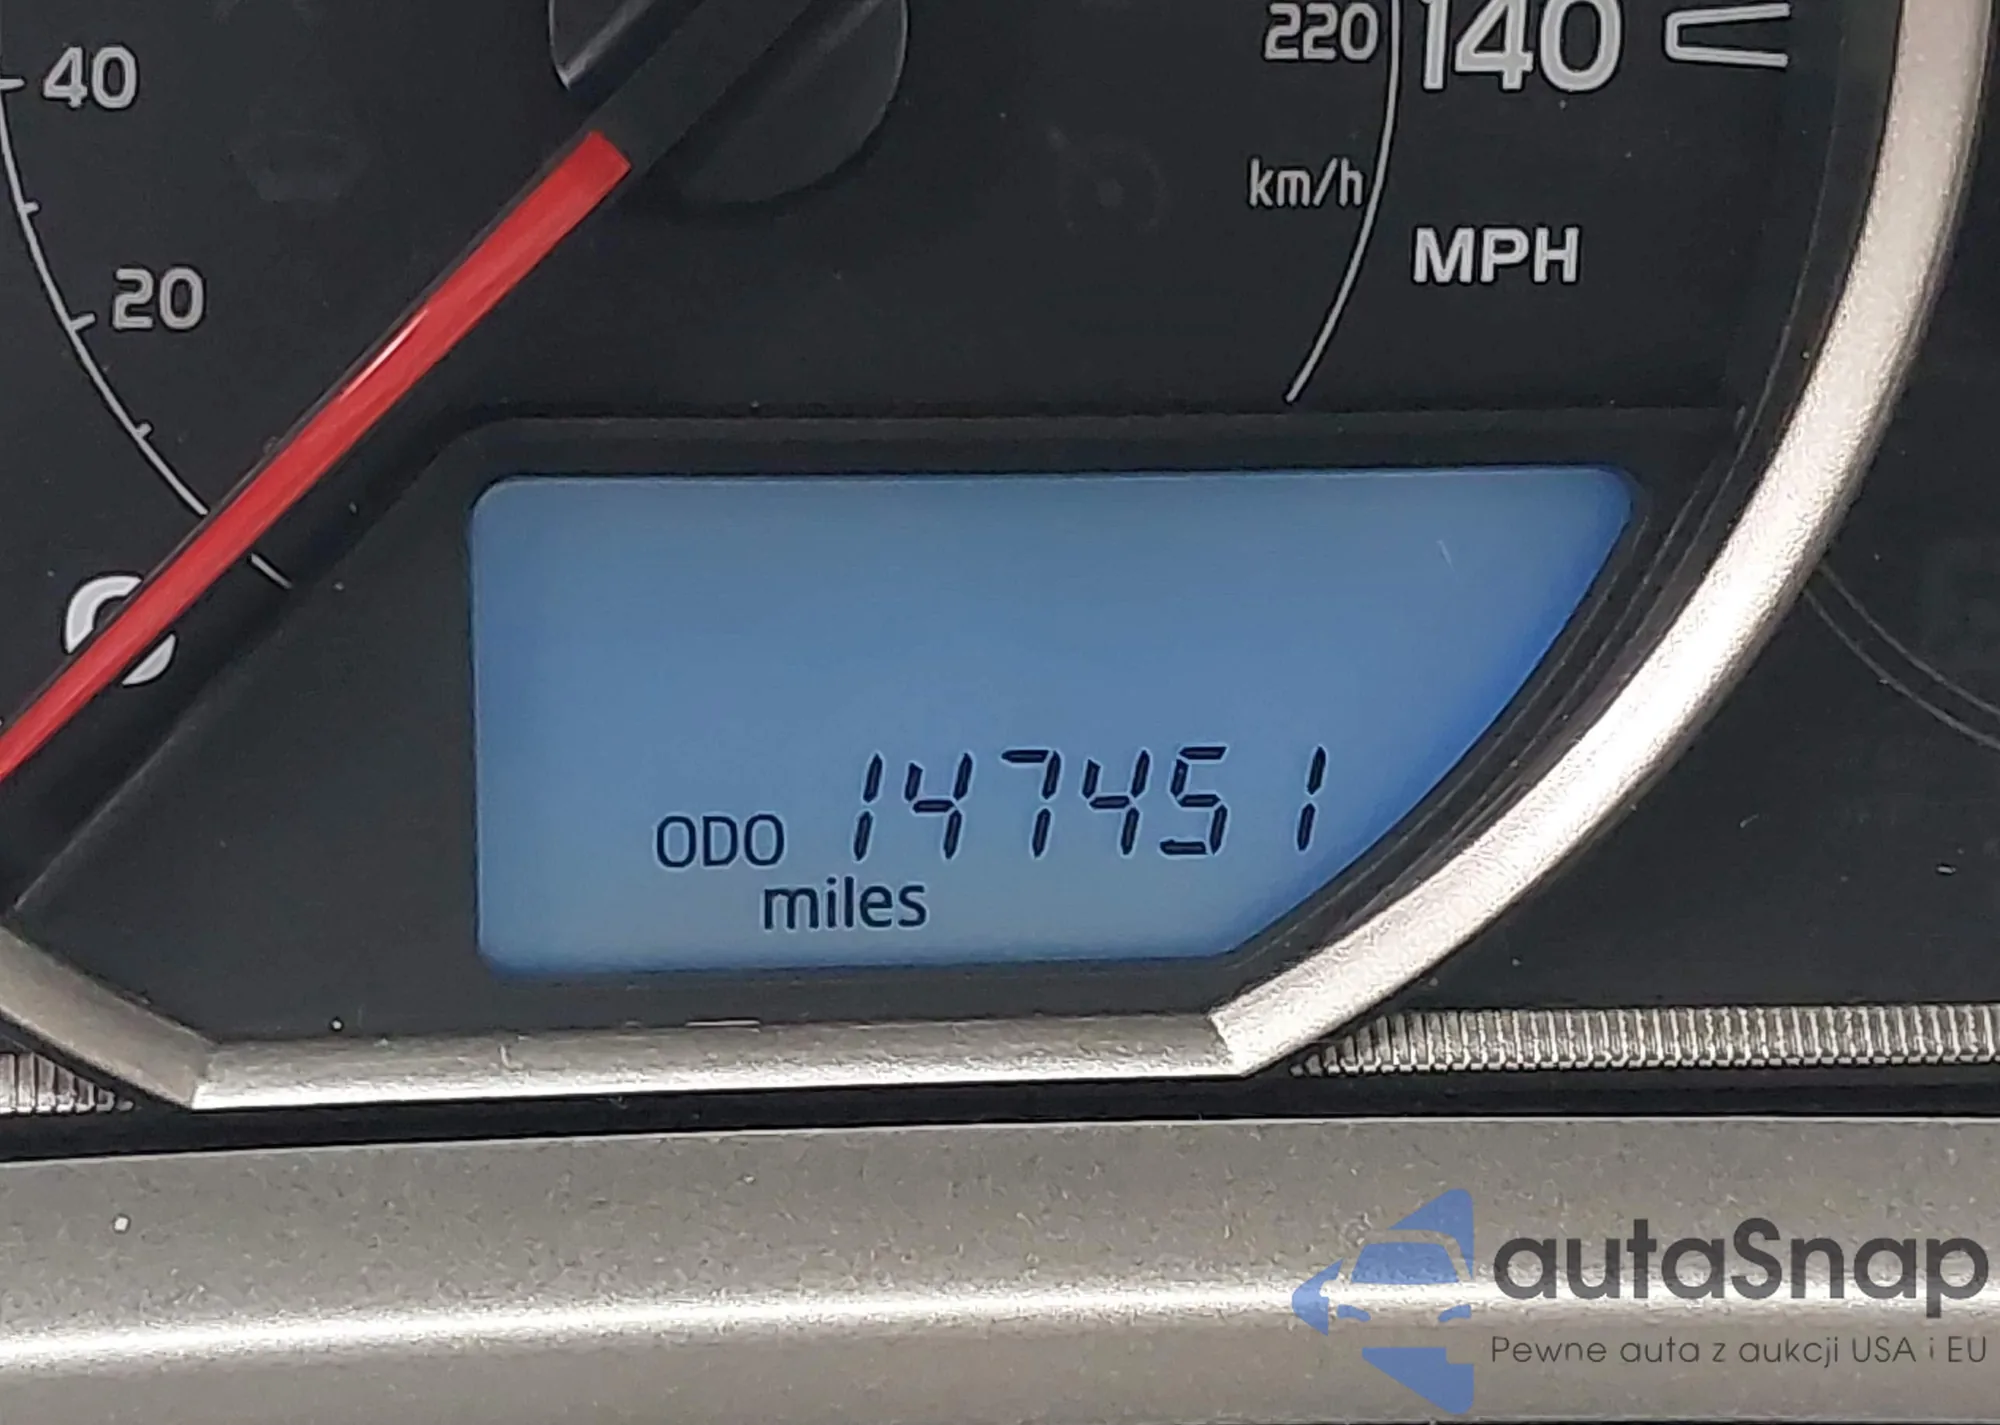 40
20
220
140
km/h
MPH
ODO 147451
miles
autaSnap
Pewne auta z aukcji USA i EU